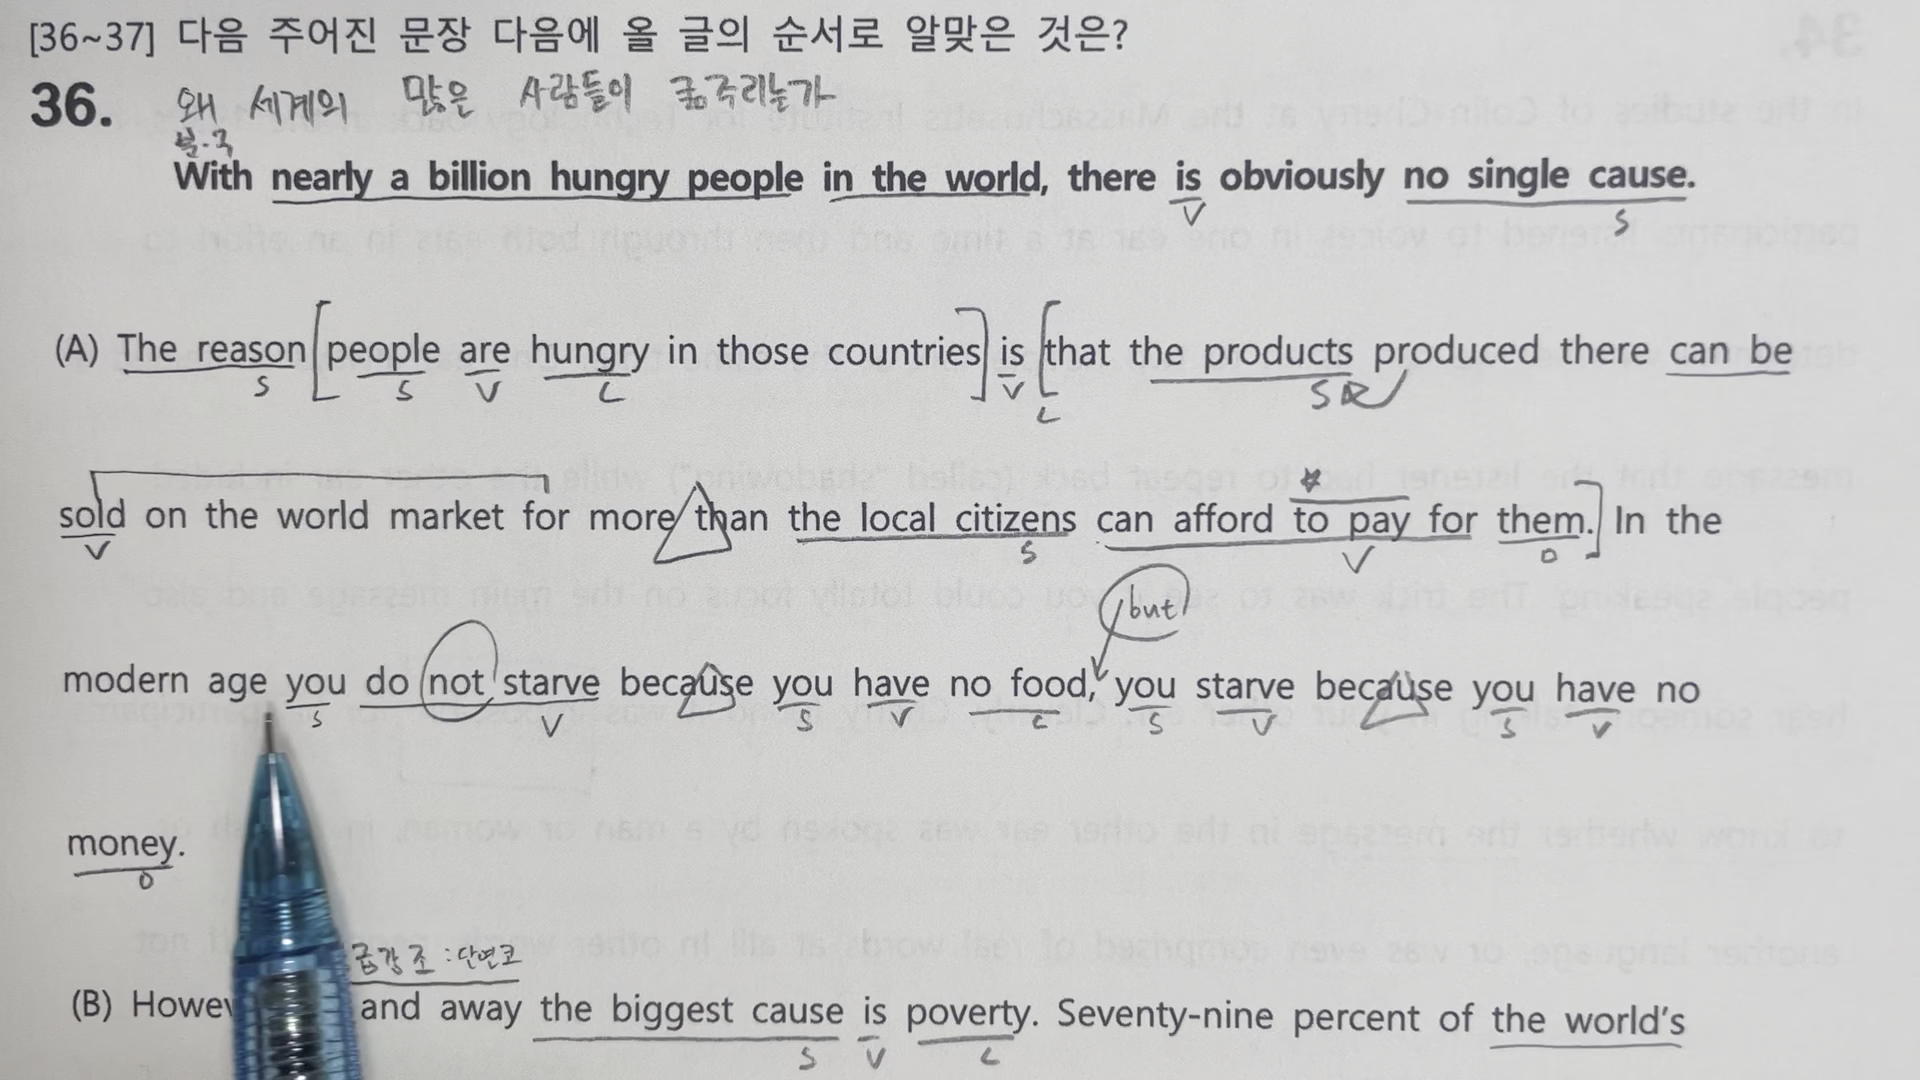 [36~37] 다음 주어진 문장 다음에 올 글의 순서로 알맞은 것은?
36. 왜 세계의 많은 사람들이 굶주리는가
With nearly a billion hungry people in the world, there is obviously no single cause.
V S
(A) The reason [people are hungry in those countries] is [that the products produced there can be
S S V C V C S
sold on the world market for more than the local citizens can afford to pay for them.] In the
V S V O
but
modern age you do not starve because you have no food, you starve because you have no
S V S V S V S V
money.
O
(B) and away the biggest cause is poverty. Seventy-nine percent of the world's
S V C